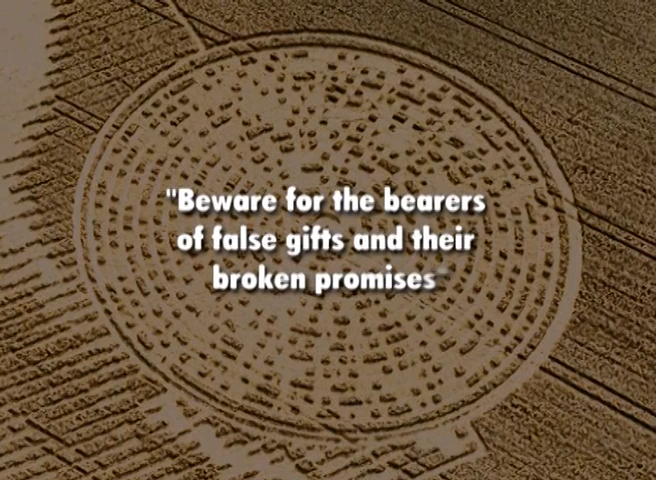 "Beware for the bearers
of false gifts and their
broken promises"